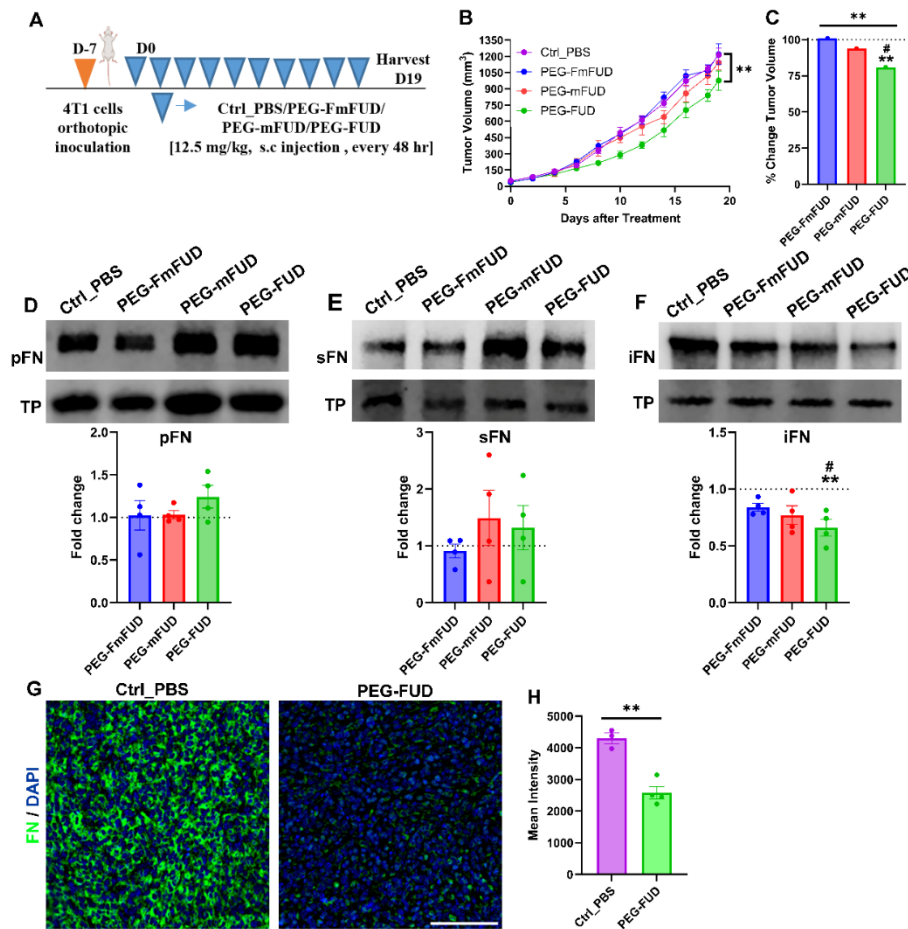 A
D-7
D0
Harvest
D19
4T1 cells
orthotopic
inoculation
Ctrl_PBS/PEG-FmFUD/
PEG-mFUD/PEG-FUD
[12.5 mg/kg, s.c injection , every 48 hr]
B
Tumor Volume (mm³)
1350
1200
1050
900
750
600
450
300
150
0
0
5
10
15
20
Days after Treatment
Ctrl_PBS
PEG-FmFUD
PEG-mFUD
PEG-FUD
**
C
% Change Tumor Volume
100
75
50
25
0
**
#
**
PEG-FmFUD
PEG-mFUD
PEG-FUD
D
Ctrl_PBS
PEG-FmFUD
PEG-mFUD
PEG-FUD
pFN
TP
pFN
Fold change
2.0
1.5
1.0
0.5
0.0
PEG-FmFUD
PEG-mFUD
PEG-FUD
E
Ctrl_PBS
PEG-FmFUD
PEG-mFUD
PEG-FUD
sFN
TP
sFN
Fold change
3
2
1
0
PEG-FmFUD
PEG-mFUD
PEG-FUD
F
Ctrl_PBS
PEG-FmFUD
PEG-mFUD
PEG-FUD
iFN
TP
iFN
Fold change
1.5
1.0
0.5
0.0
#
**
PEG-FmFUD
PEG-mFUD
PEG-FUD
G
Ctrl_PBS
PEG-FUD
FN / DAPI
H
Mean Intensity
5000
4000
3000
2000
1000
0
**
Ctrl_PBS
PEG-FUD